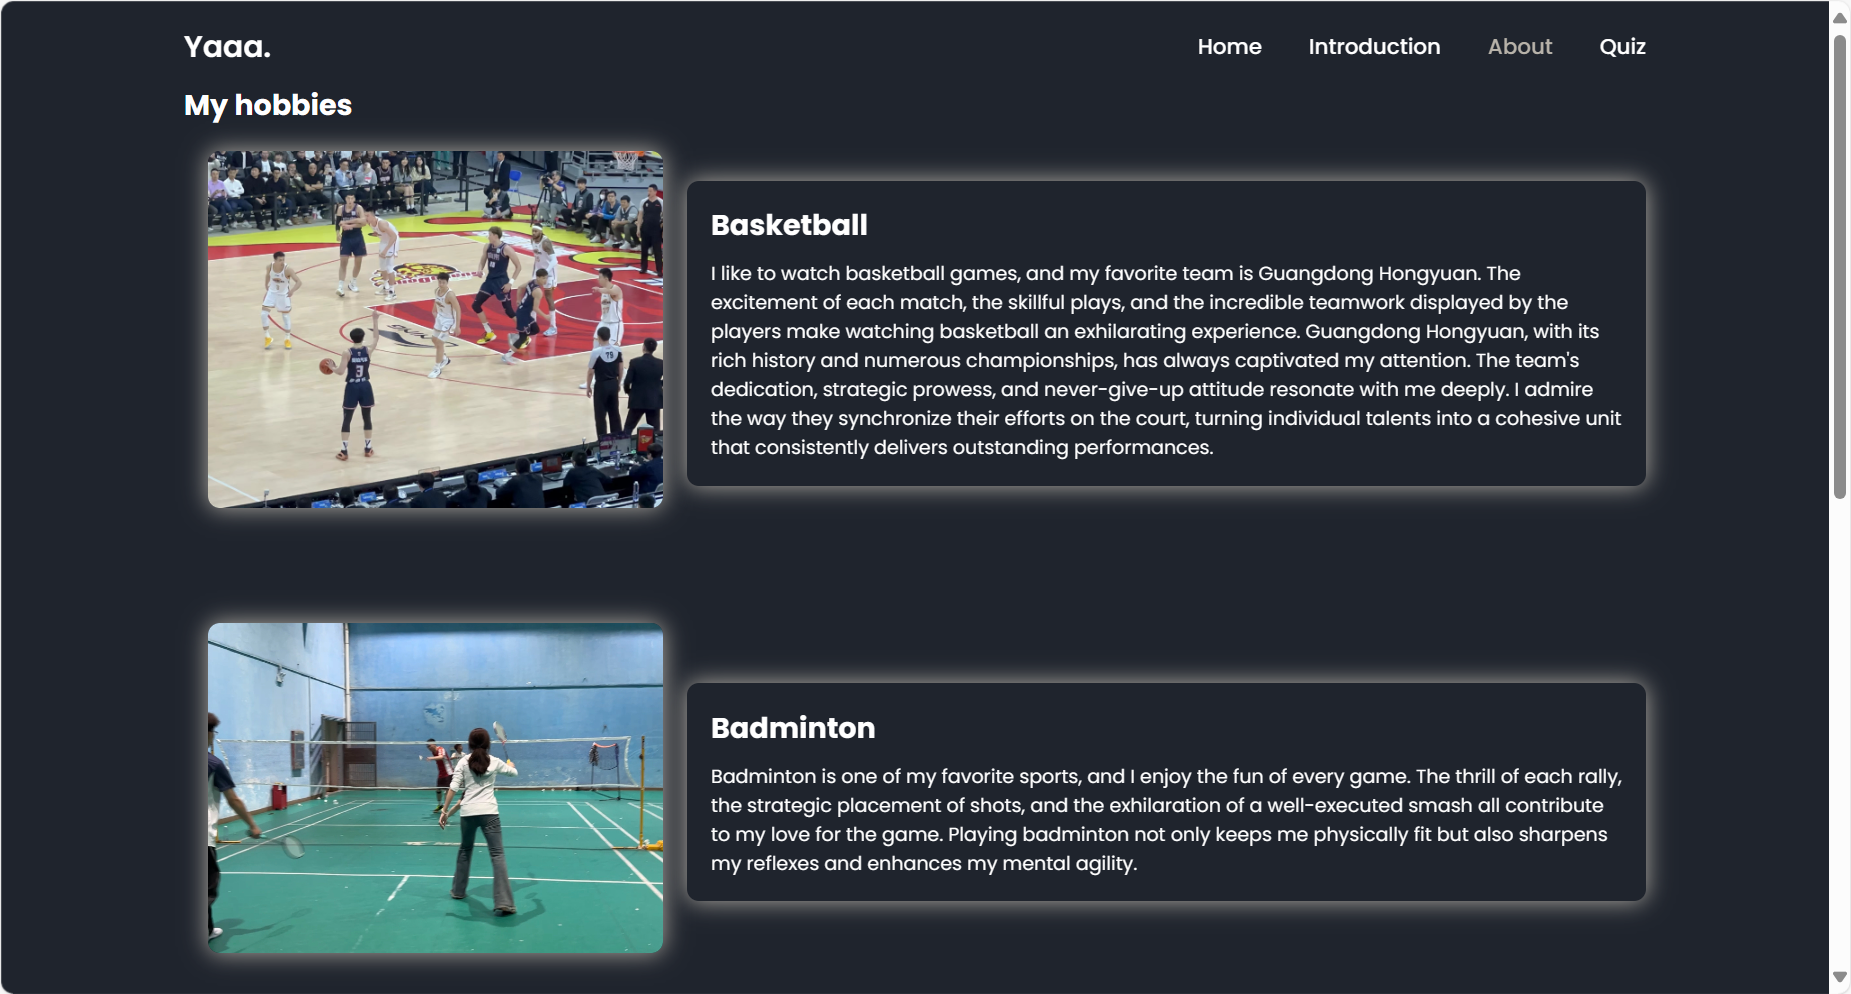 Yaaa.
Home Introduction About Quiz
My hobbies
Basketball
I like to watch basketball games, and my favorite team is Guangdong Hongyuan. The
excitement of each match, the skillful plays, and the incredible teamwork displayed by the
players make watching basketball an exhilarating experience. Guangdong Hongyuan, with its
rich history and numerous championships, has always captivated my attention. The team's
dedication, strategic prowess, and never-give-up attitude resonate with me deeply. I admire
the way they synchronize their efforts on the court, turning individual talents into a cohesive unit
that consistently delivers outstanding performances.
3
75
Badminton
Badminton is one of my favorite sports, and I enjoy the fun of every game. The thrill of each rally,
the strategic placement of shots, and the exhilaration of a well-executed smash all contribute
to my love for the game. Playing badminton not only keeps me physically fit but also sharpens
my reflexes and enhances my mental agility.